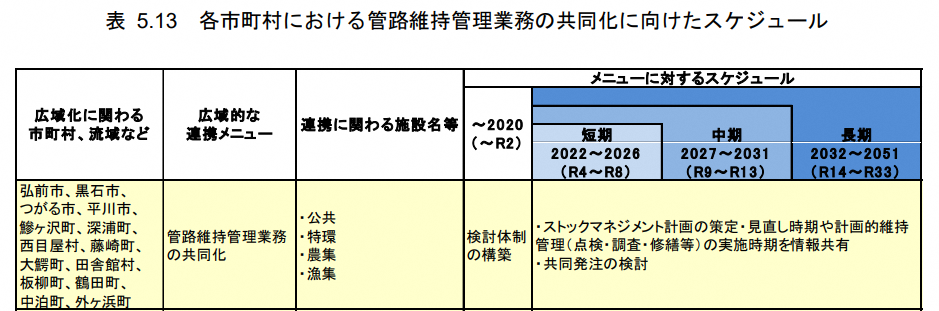 表 5.13 各市町村における管路維持管理業務の共同化に向けたスケジュール
広域化に関わる
市町村、流域など
広域的な
連携メニュー
連携に関わる施設名等
メニューに対するスケジュール
～2020
（～R2）
短期
2022～2026
（R4～R8）
中期
2027～2031
（R9～R13）
長期
2032～2051
（R14～R33）
弘前市、黒石市、
つがる市、平川市、
鰺ヶ沢町、深浦町、
西目屋村、藤崎町、
大鰐町、田舎館村、
板柳町、鶴田町、
中泊町、外ヶ浜町
管路維持管理業務
の共同化
・公共
・特環
・農集
・漁集
検討体制
の構築
・ストックマネジメント計画の策定・見直し時期や計画的維持
管理（点検・調査・修繕等）の実施時期を情報共有
・共同発注の検討